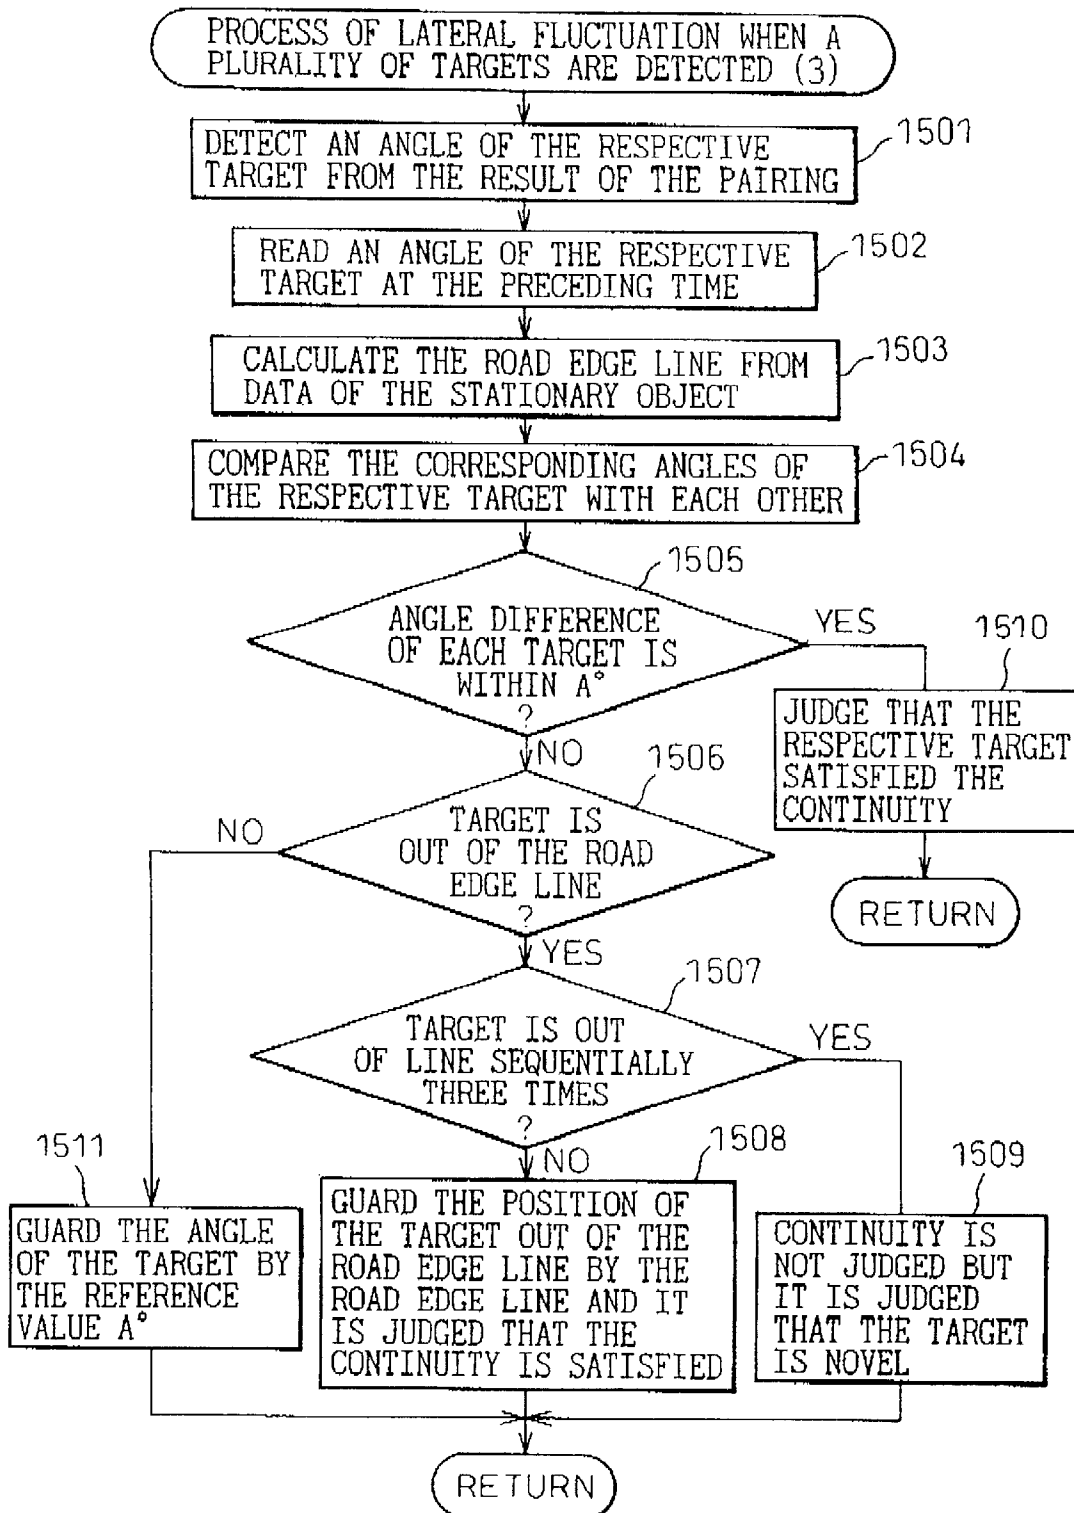 PROCESS OF LATERAL FLUCTUATION WHEN A
PLURALITY OF TARGETS ARE DETECTED (3)
1501
DETECT AN ANGLE OF THE RESPECTIVE
TARGET FROM THE RESULT OF THE PAIRING
1502
READ AN ANGLE OF THE RESPECTIVE
TARGET AT THE PRECEDING TIME
1503
CALCULATE THE ROAD EDGE LINE FROM
DATA OF THE STATIONARY OBJECT
1504
COMPARE THE CORRESPONDING ANGLES OF
THE RESPECTIVE TARGET WITH EACH OTHER
1505
ANGLE DIFFERENCE
OF EACH TARGET IS
WITHIN A°
?
YES
NO
1510
JUDGE THAT THE
RESPECTIVE TARGET
SATISFIED THE
CONTINUITY
RETURN
1506
TARGET IS
OUT OF THE ROAD
EDGE LINE
?
NO
YES
1507
TARGET IS OUT
OF LINE SEQUENTIALLY
THREE TIMES
?
YES
NO
1511
GUARD THE ANGLE
OF THE TARGET BY
THE REFERENCE
VALUE A°
1508
GUARD THE POSITION OF
THE TARGET OUT OF THE
ROAD EDGE LINE BY THE
ROAD EDGE LINE AND IT
IS JUDGED THAT THE
CONTINUITY IS SATISFIED
1509
CONTINUITY IS
NOT JUDGED BUT
IT IS JUDGED
THAT THE TARGET
IS NOVEL
RETURN